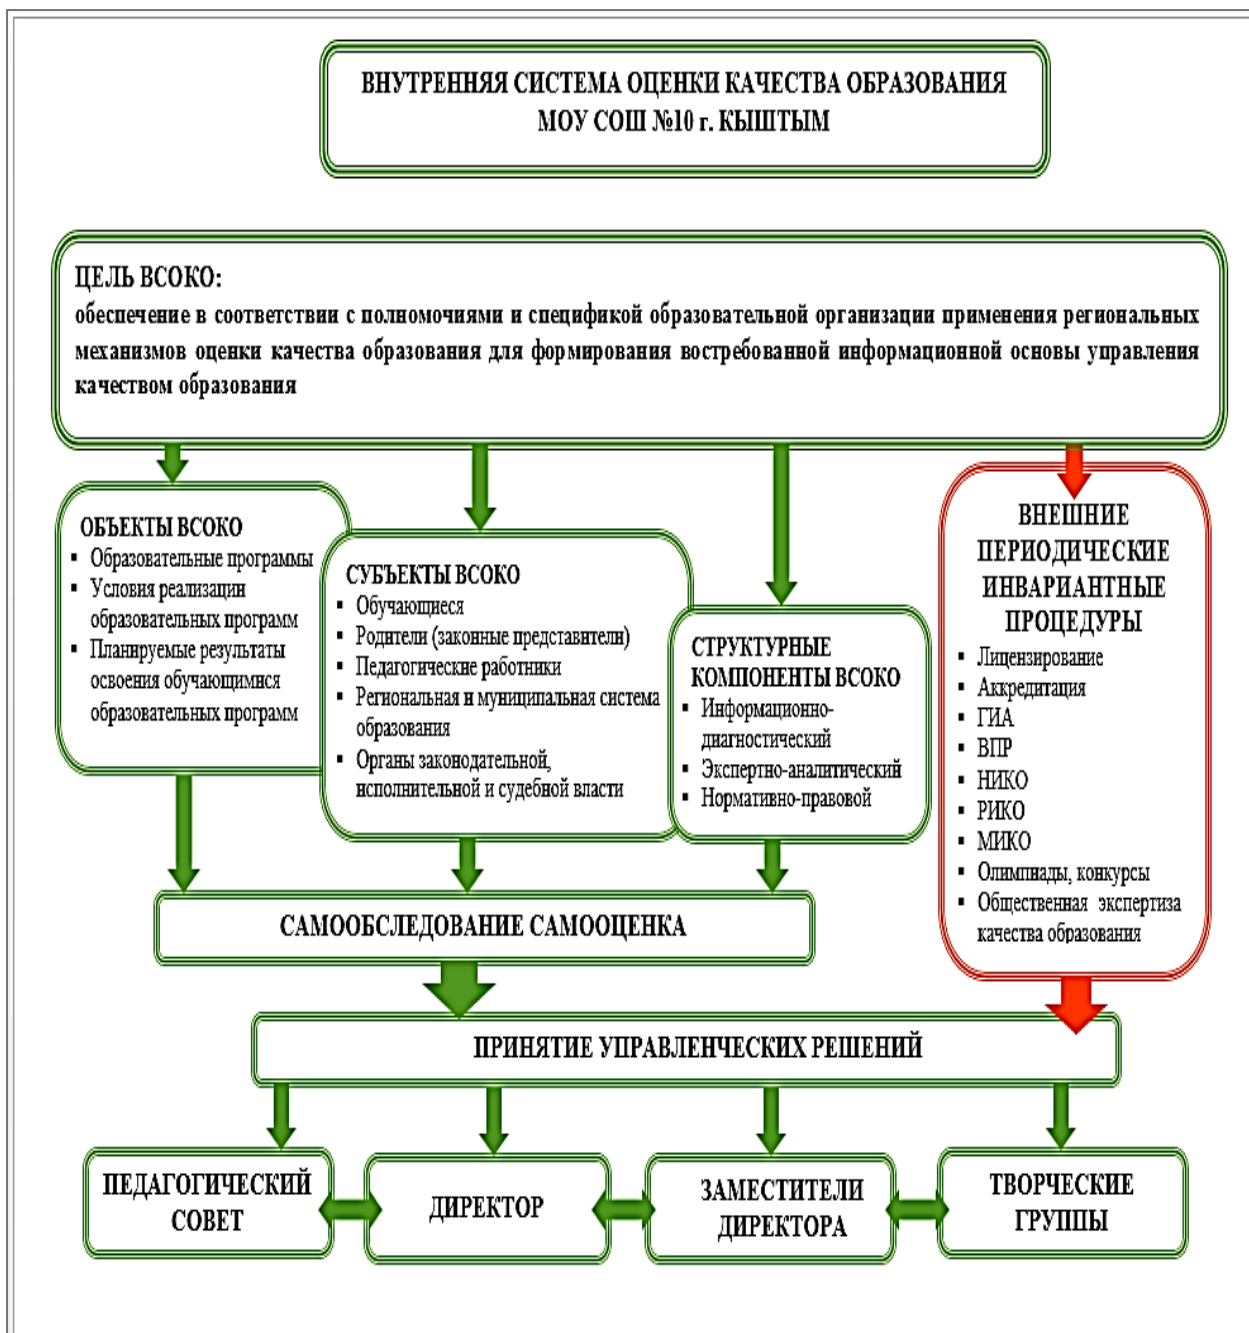 ВНУТРЕННЯЯ СИСТЕМА ОЦЕНКИ КАЧЕСТВА ОБРАЗОВАНИЯ
МОУ СОШ №10 г. КЫШТЫМ
ЦЕЛЬ ВСОКО:
обеспечение в соответствии с полномочиями и спецификой образовательной организации применения региональных
механизмов оценки качества образования для формирования востребованной информационной основы управления
качеством образования
ОБЪЕКТЫ ВСОКО
▪ Образовательные программы
▪ Условия реализации
образовательных программ
▪ Планируемые результаты
освоения обучающимися
образовательных программ
СУБЪЕКТЫ ВСОКО
▪ Обучающиеся
▪ Родители (законные представители)
▪ Педагогические работники
▪ Региональная и муниципальная система
образования
▪ Органы законодательной,
исполнительной и судебной власти
СТРУКТУРНЫЕ
КОМПОНЕНТЫ ВСОКО
▪ Информационно-
диагностический
▪ Экспертно-аналитический
▪ Нормативно-правовой
ВНЕШНИЕ
ПЕРИОДИЧЕСКИЕ
ИНВАРИАНТНЫЕ
ПРОЦЕДУРЫ
▪ Лицензирование
▪ Аккредитация
▪ ГИА
▪ ВПР
▪ НИКО
▪ РИКО
▪ МИКО
▪ Олимпиады, конкурсы
▪ Общественная экспертиза
качества образования
САМООБСЛЕДОВАНИЕ САМООЦЕНКА
ПРИНЯТИЕ УПРАВЛЕНЧЕСКИХ РЕШЕНИЙ
ПЕДАГОГИЧЕСКИЙ
СОВЕТ
ДИРЕКТОР
ЗАМЕСТИТЕЛИ
ДИРЕКТОРА
ТВОРЧЕСКИЕ
ГРУППЫ